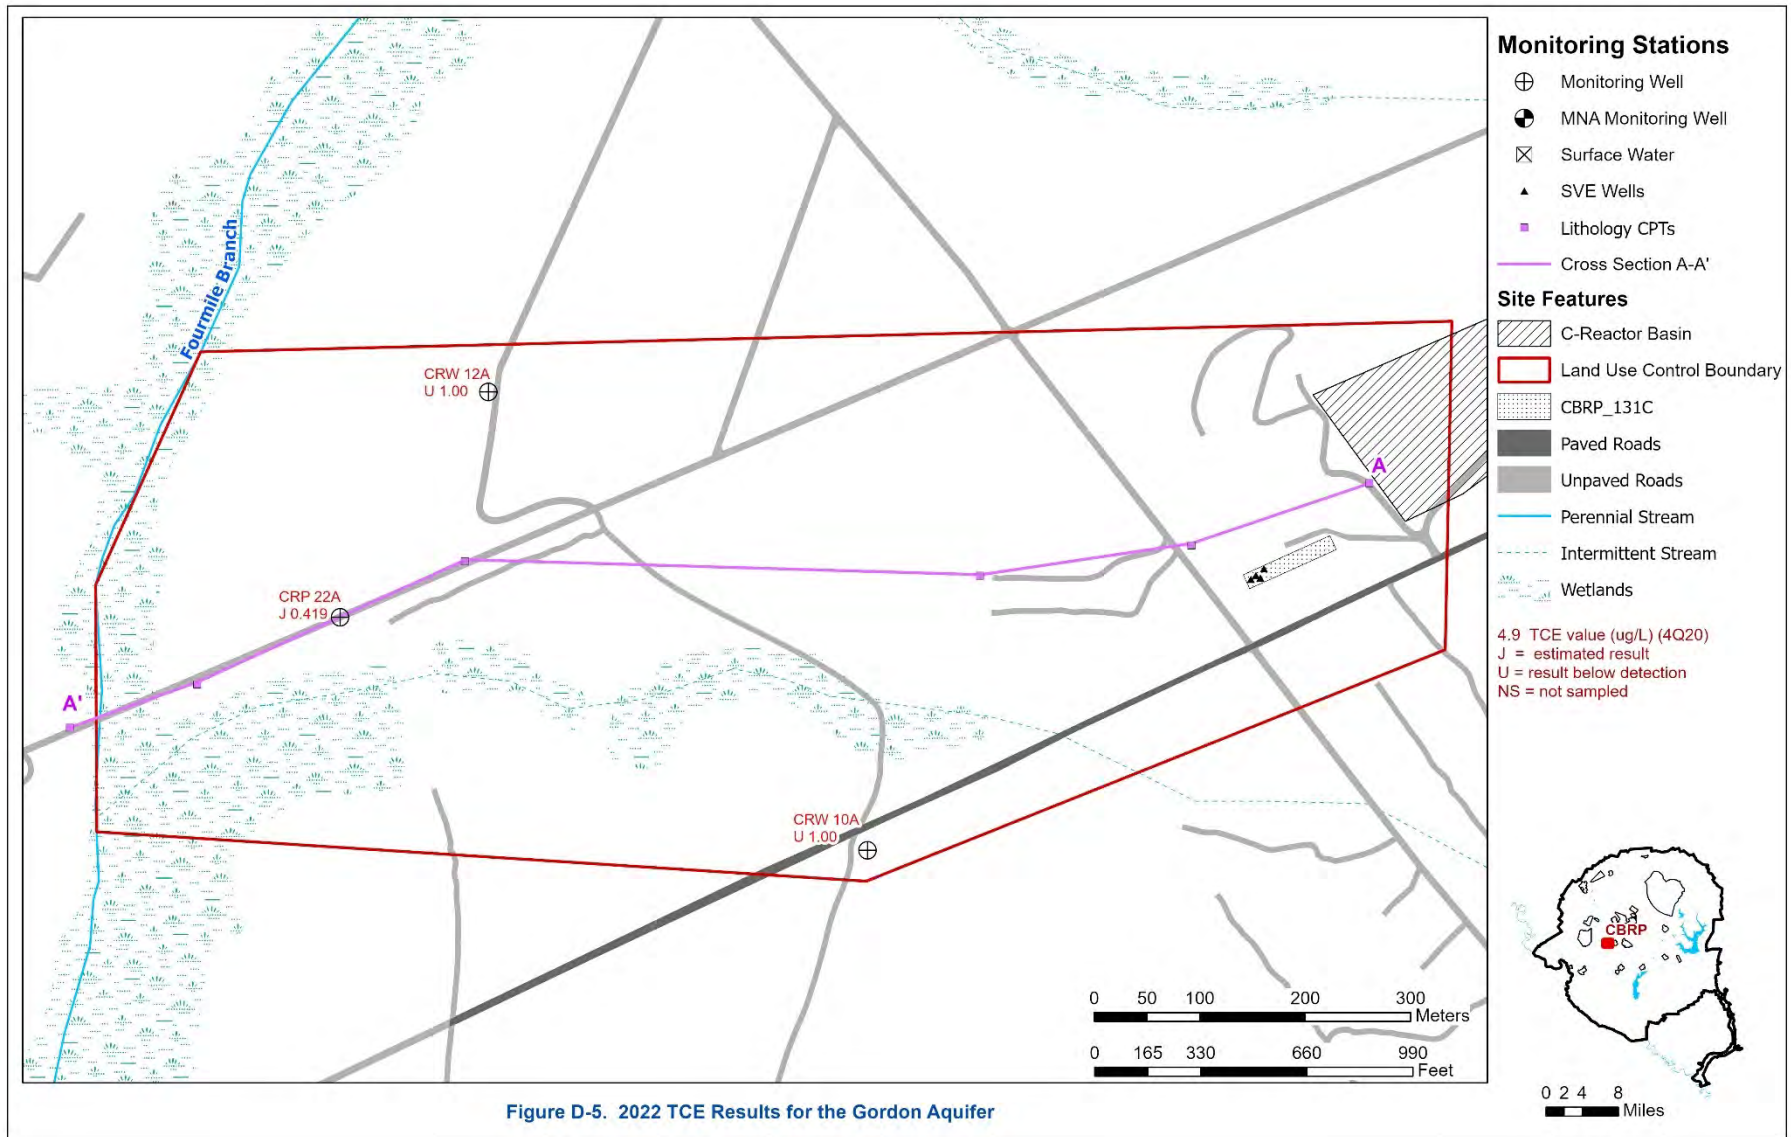 Fourmile Branch
CRW 12A
U 1.00
CRP 22A
J 0.419
CRW 10A
U 1.00
A
A'
0 50 100 200 300
Meters
0 165 330 660 990
Feet
Monitoring Stations
Monitoring Well
MNA Monitoring Well
Surface Water
SVE Wells
Lithology CPTs
Cross Section A-A'
Site Features
C-Reactor Basin
Land Use Control Boundary
CBRP_131C
Paved Roads
Unpaved Roads
Perennial Stream
Intermittent Stream
Wetlands
4.9 TCE value (ug/L) (4Q20)
J = estimated result
U = result below detection
NS = not sampled
CBRP
0 2 4 8
Miles
Figure D-5. 2022 TCE Results for the Gordon Aquifer